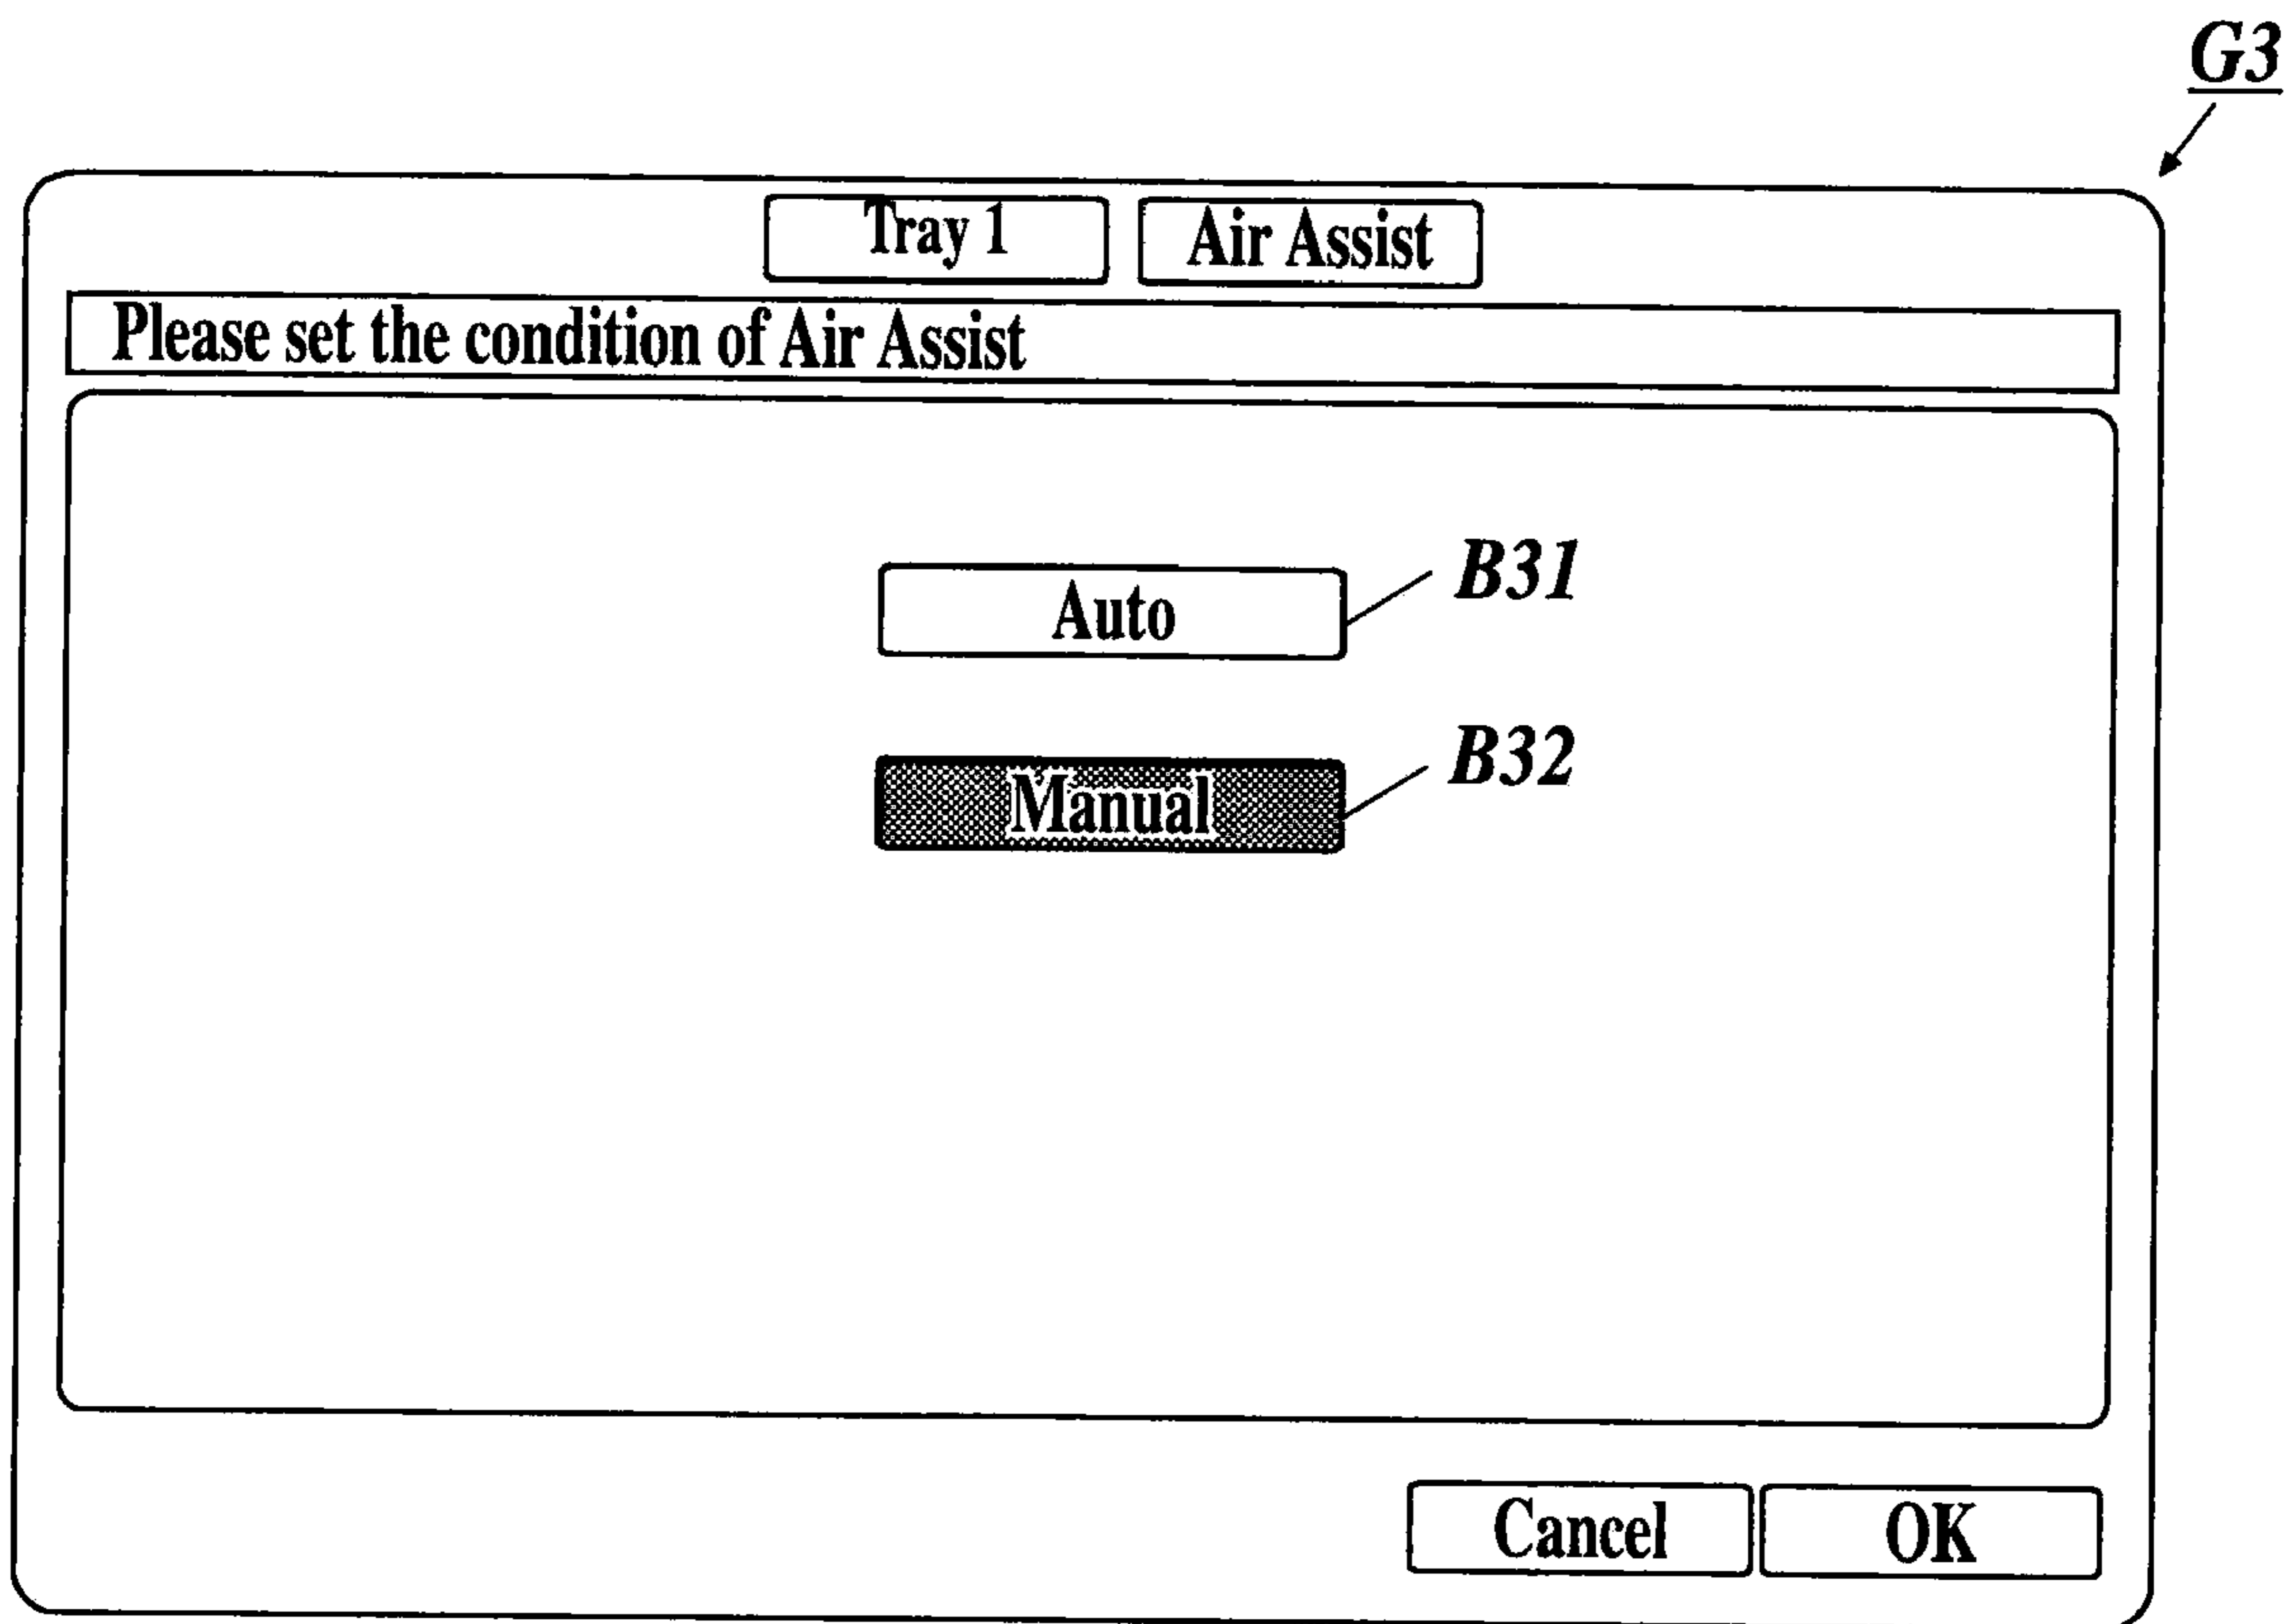 G3
Tray 1 Air Assist
Please set the condition of Air Assist
Auto B31
Manual B32
Cancel OK